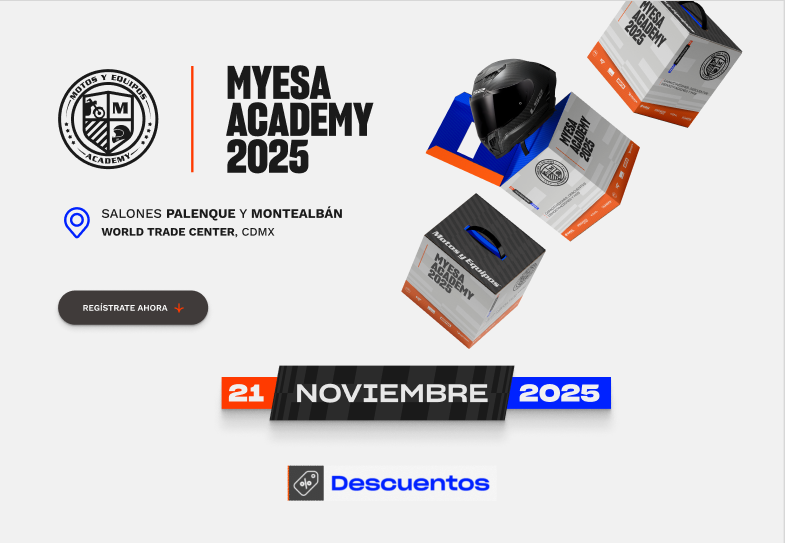 MOTOS Y EQUIPOS
M
ACADEMY
MYESA
ACADEMY
2025
SALONES PALENQUE Y MONTEALBÁN
WORLD TRADE CENTER, CDMX
REGÍSTRATE AHORA
MYESA
ACADEMY
2025
MYESA
ACADEMY
2025
Motos y Equipos
MYESA
ACADEMY
2025
21 NOVIEMBRE 2025
% Descuentos